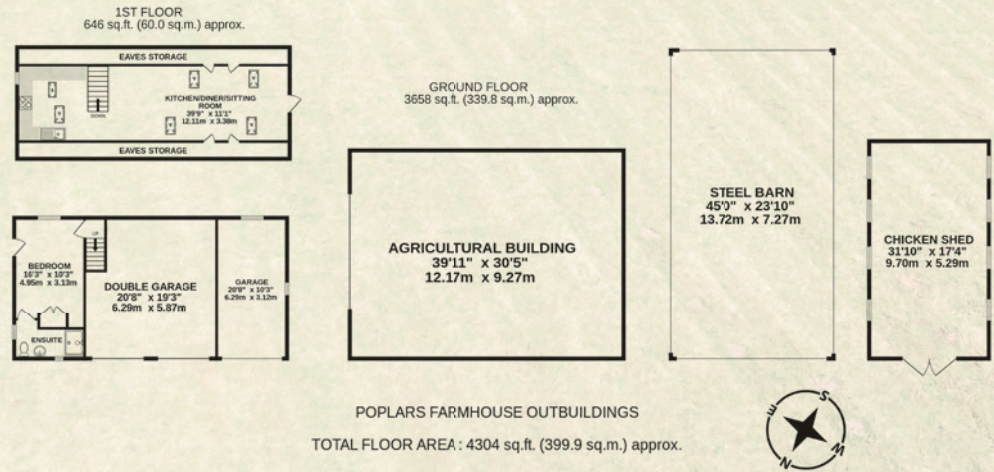 1ST FLOOR
646 sq.ft. (60.0 sq.m.) approx.
EAVES STORAGE
KITCHEN/DINER/SITTING
ROOM
39'9" x 11'1"
12.11m x 3.38m
DOWN
EAVES STORAGE
GROUND FLOOR
3658 sq.ft. (339.8 sq.m.) approx.
UP
BEDROOM
16'3" x 10'3"
4.95m x 3.13m
ENSUITE
DOUBLE GARAGE
20'8" x 19'3"
6.29m x 5.87m
GARAGE
20'8" x 10'3"
6.29m x 3.12m
AGRICULTURAL BUILDING
39'11" x 30'5"
12.17m x 9.27m
STEEL BARN
45'0" x 23'10"
13.72m x 7.27m
CHICKEN SHED
31'10" x 17'4"
9.70m x 5.29m
POPLARS FARMHOUSE OUTBUILDINGS
TOTAL FLOOR AREA : 4304 sq.ft. (399.9 sq.m.) approx.
S
E
W
N